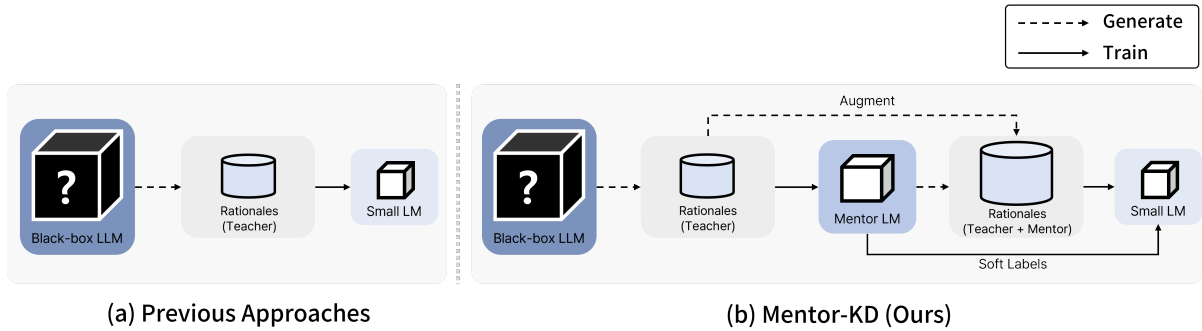 Generate
Train
?
Black-box LLM
Rationales
(Teacher)
Small LM
(a) Previous Approaches
Augment
?
Black-box LLM
Rationales
(Teacher)
Mentor LM
Rationales
(Teacher + Mentor)
Small LM
Soft Labels
(b) Mentor-KD (Ours)